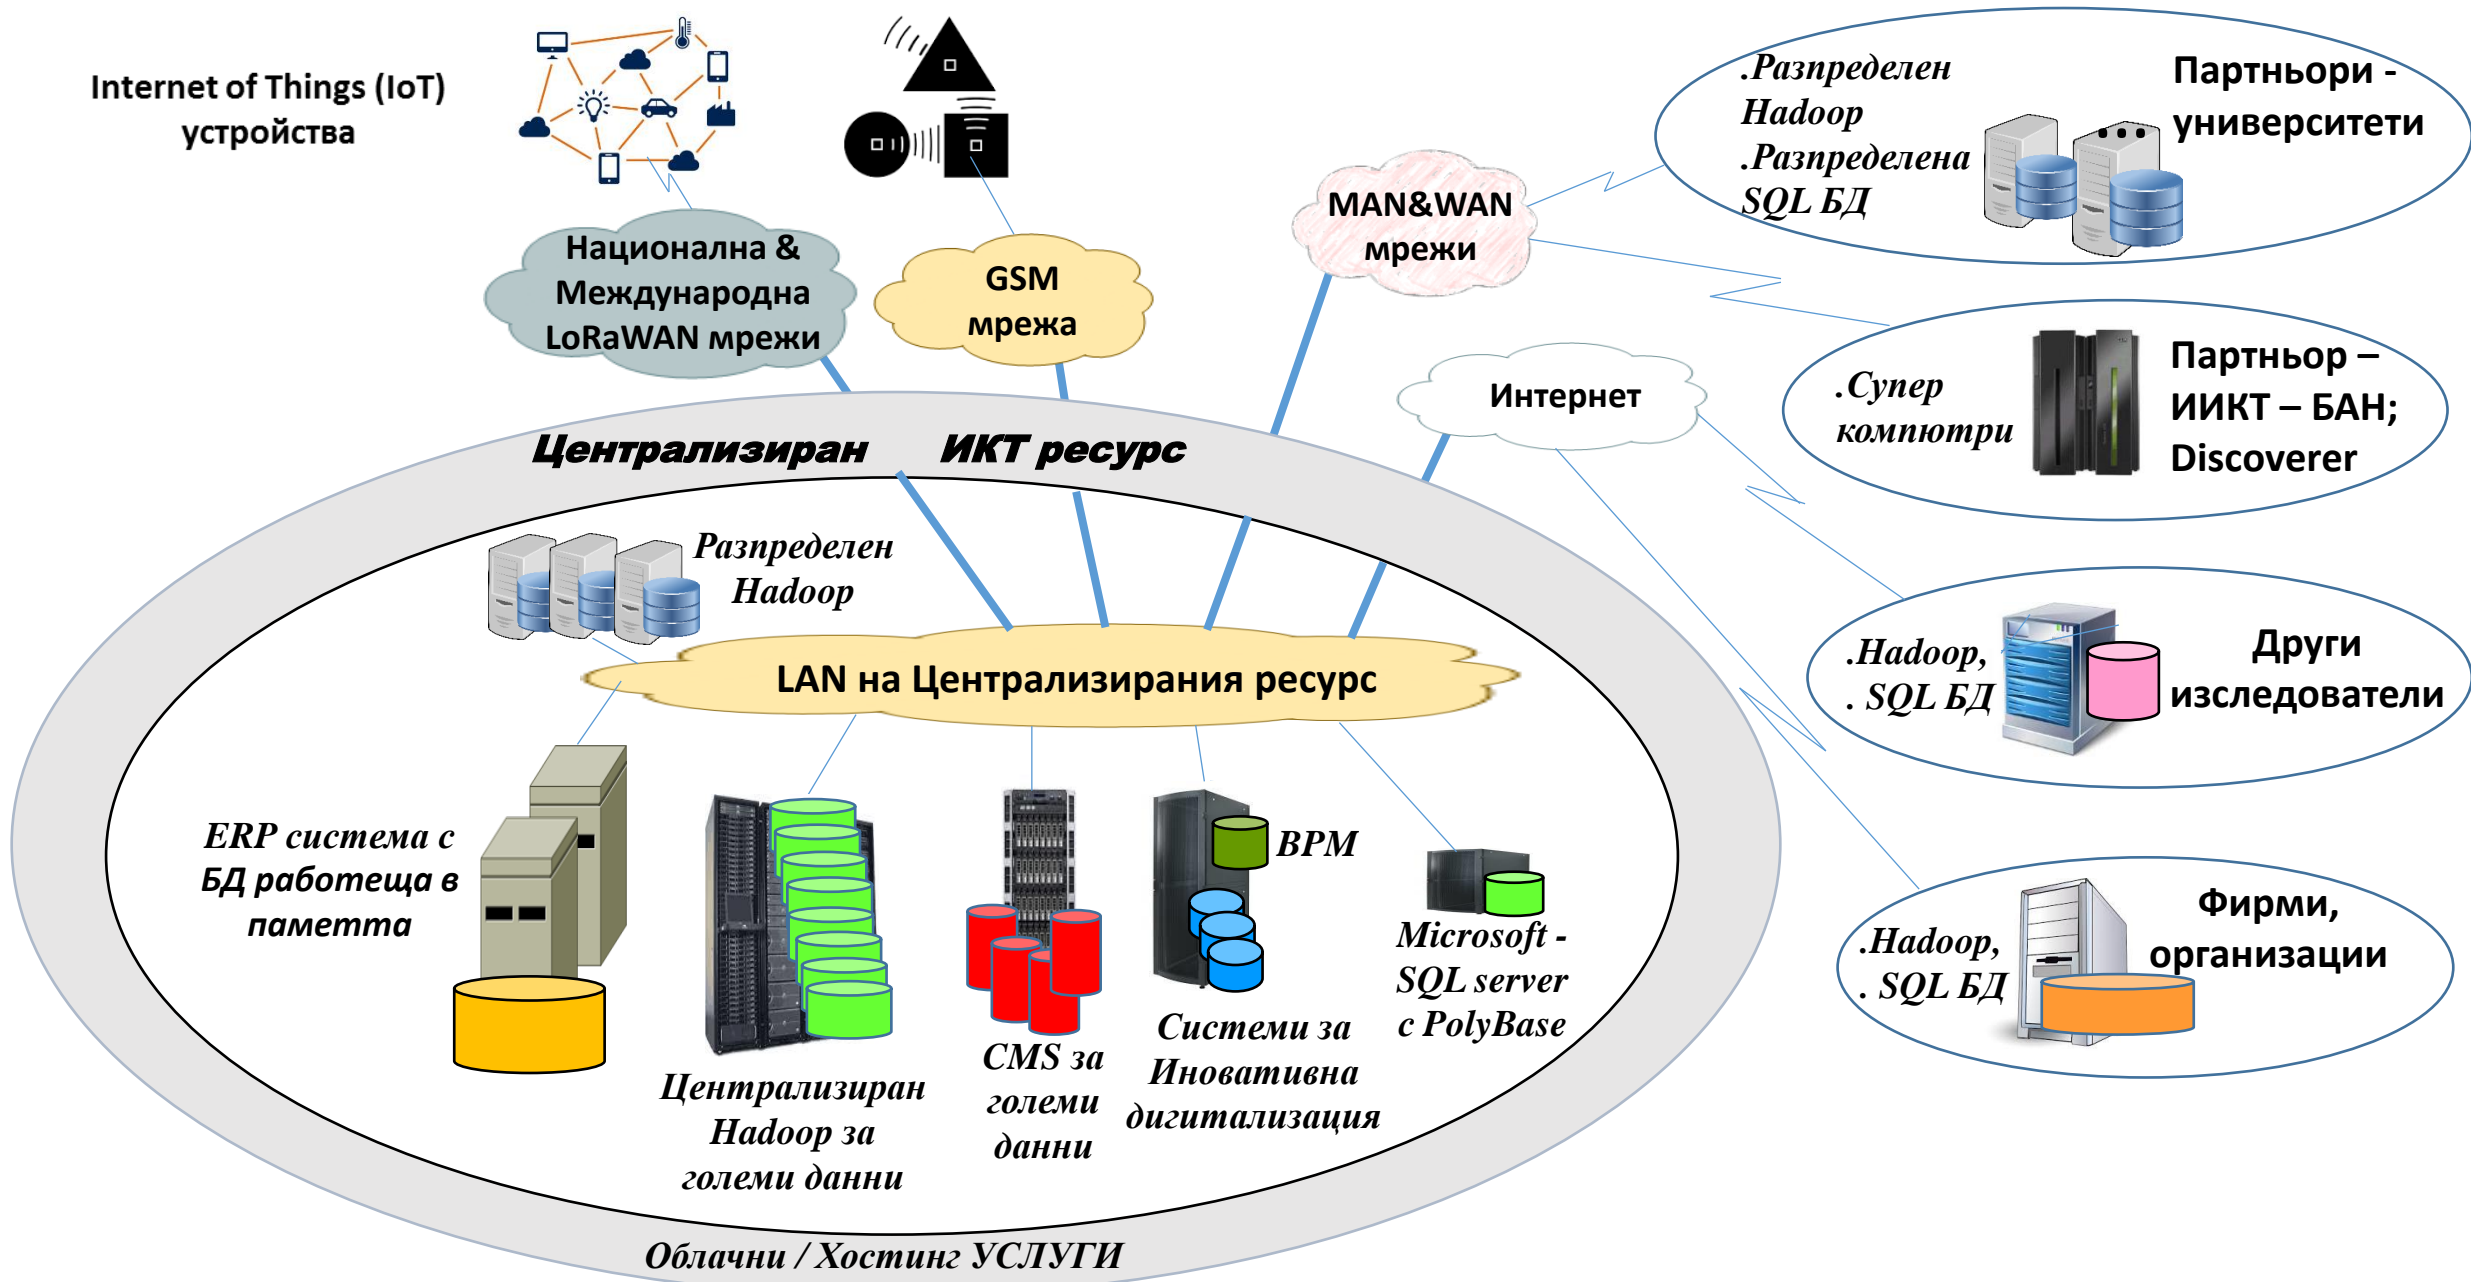 Internet of Things (IoT)
устройства
Национална &
Международна
LoRaWAN мрежи
GSM
мрежа
MAN&WAN
мрежи
Интернет
.Разпределен
Hadoop
.Разпределена
SQL БД
Партньори -
университети
.Супер
компютри
Партньор –
ИИКТ – БАН;
Discoverer
.Hadoop,
. SQL БД
Други
изследователи
.Hadoop,
. SQL БД
Фирми,
организации
Централизиран ИКТ ресурс
Разпределен
Hadoop
LAN на Централизирания ресурс
ERP система с
БД работеща в
паметта
Централизиран
Hadoop за
големи данни
CMS за
големи
данни
BPM
Системи за
Иновативна
дигитализация
Microsoft -
SQL server
с PolyBase
Облачни / Хостинг УСЛУГИ